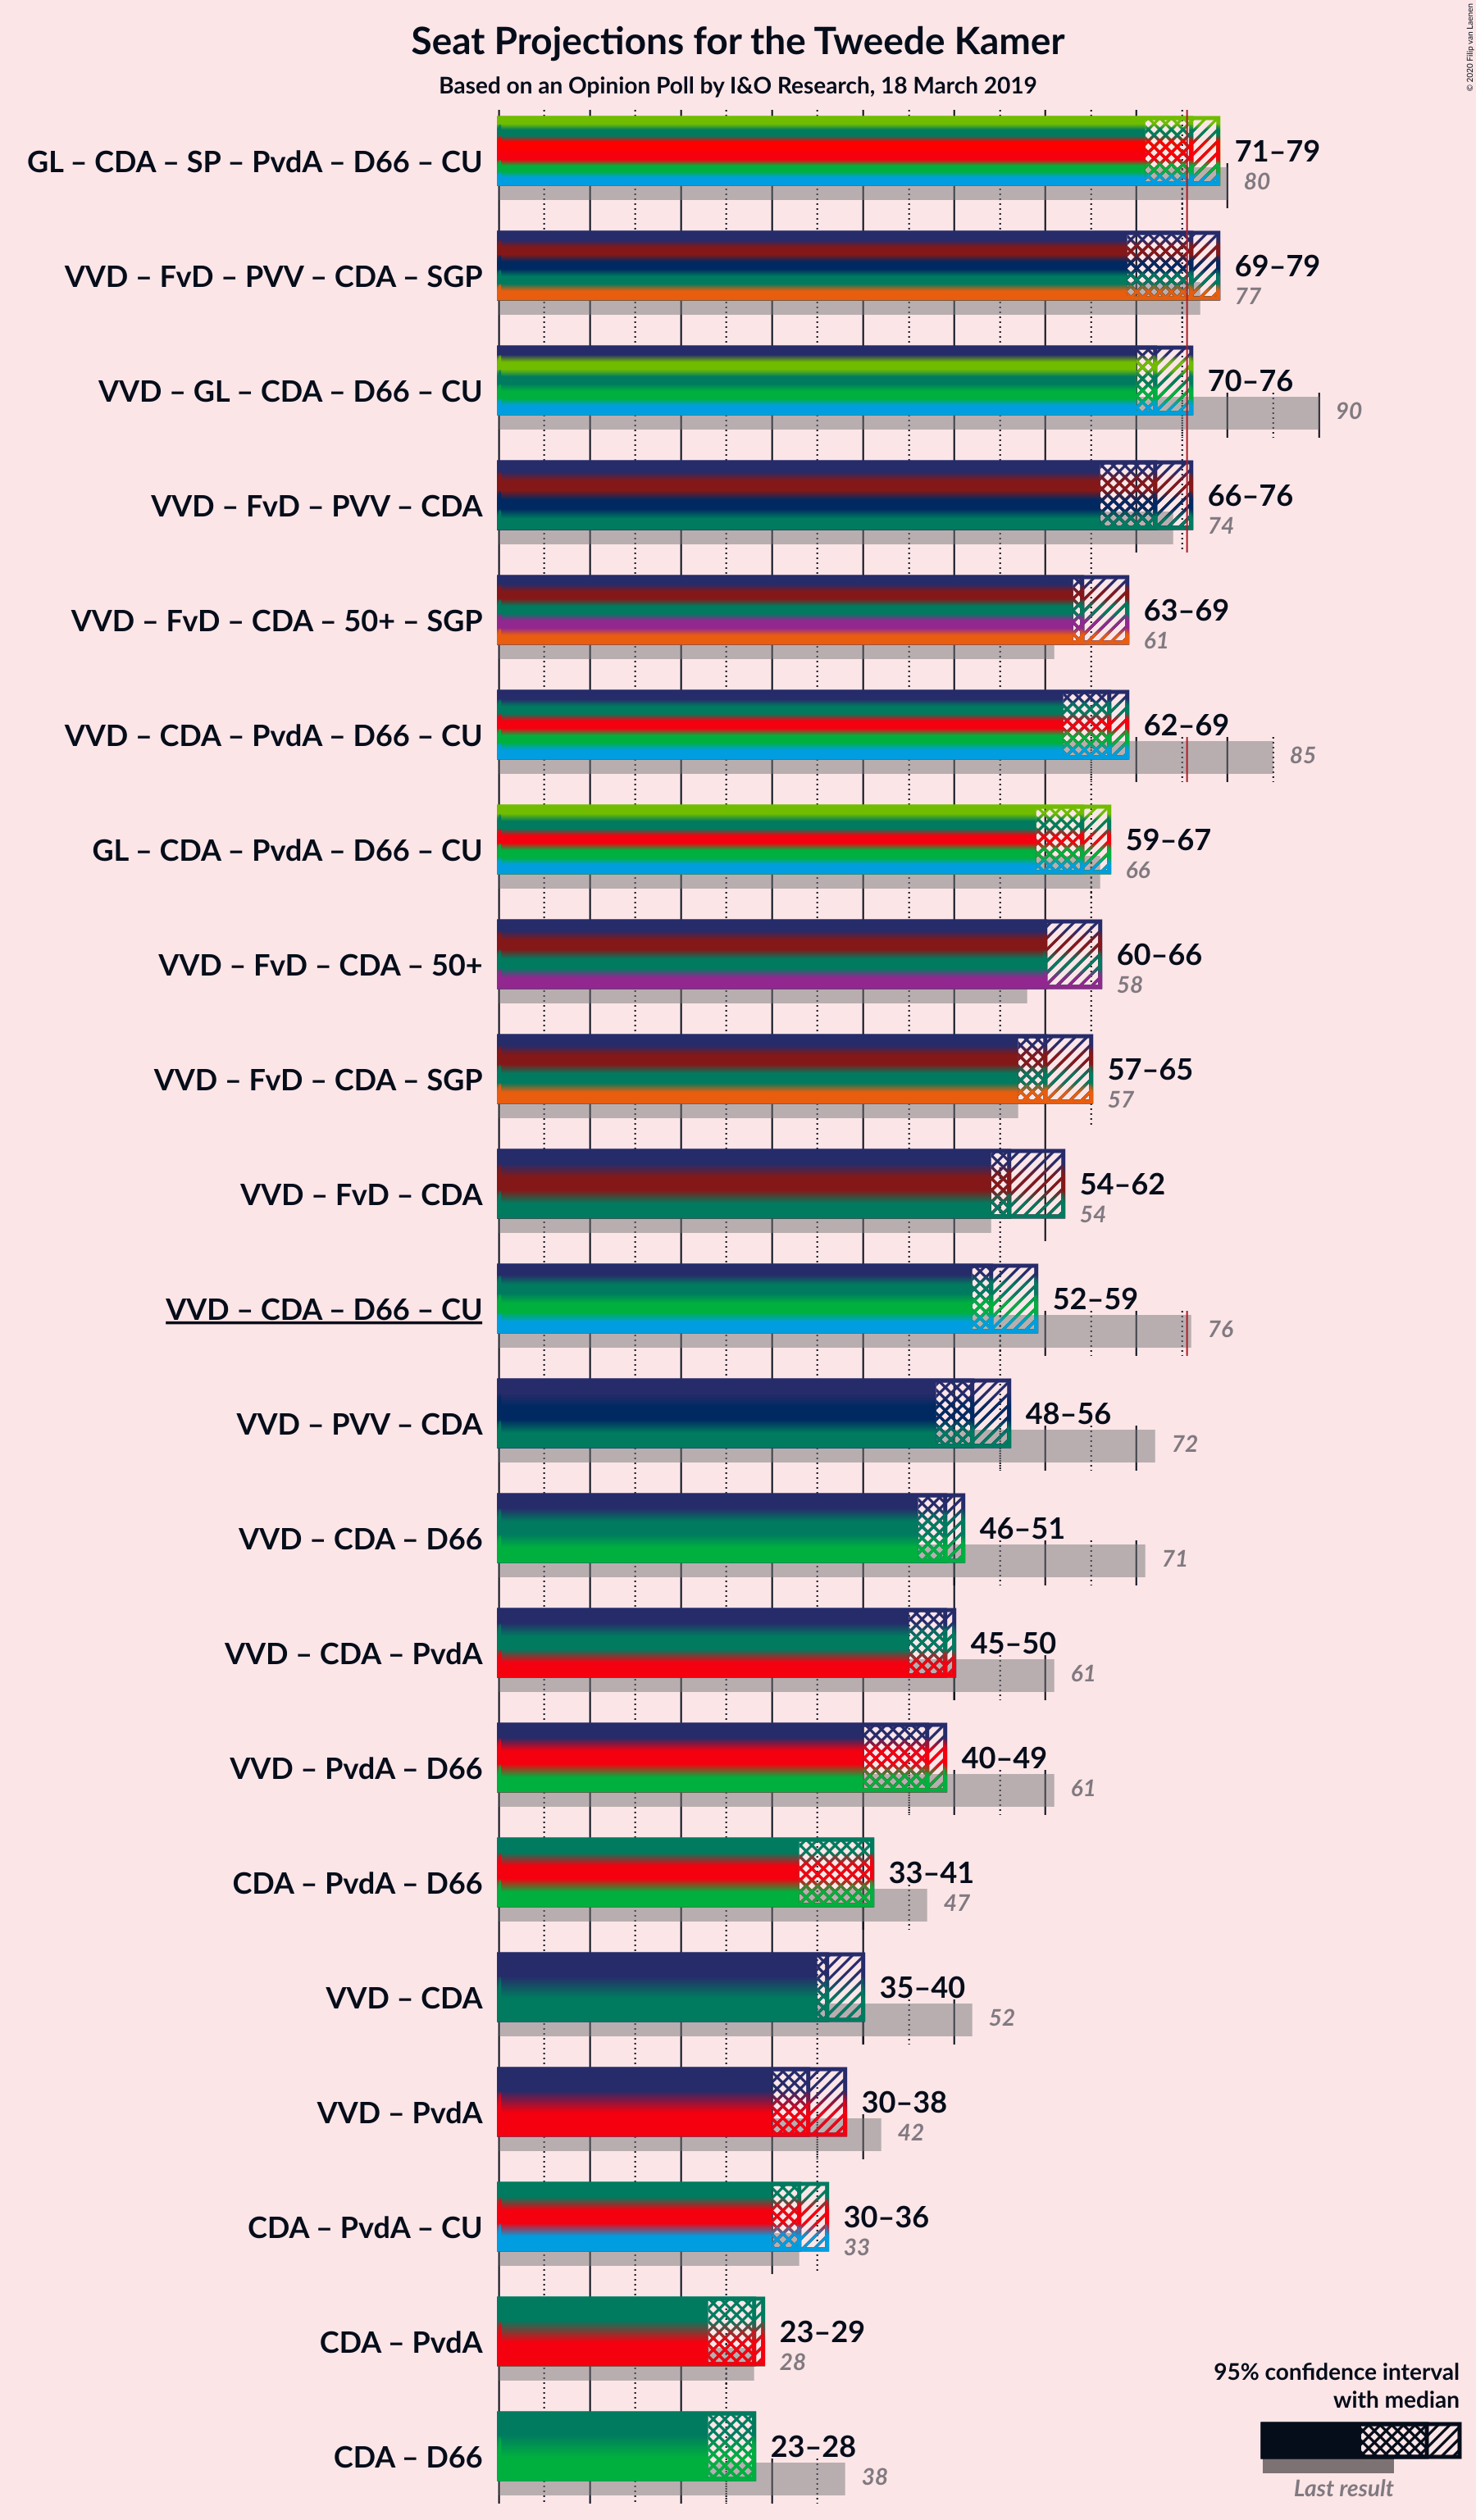 Seat Projections for the Tweede Kamer
Based on an Opinion Poll by I&O Research, 18 March 2019
© 2020 Filip van Laenen
GL – CDA – SP – PvdA – D66 – CU
71–79
80
VVD – FvD – PVV – CDA – SGP
69–79
77
VVD – GL – CDA – D66 – CU
70–76
90
VVD – FvD – PVV – CDA
66–76
74
VVD – FvD – CDA – 50+ – SGP
63–69
61
VVD – CDA – PvdA – D66 – CU
62–69
85
GL – CDA – PvdA – D66 – CU
59–67
66
VVD – FvD – CDA – 50+
60–66
58
VVD – FvD – CDA – SGP
57–65
57
VVD – FvD – CDA
54–62
54
VVD – CDA – D66 – CU
52–59
76
VVD – PVV – CDA
48–56
72
VVD – CDA – D66
46–51
71
VVD – CDA – PvdA
45–50
61
VVD – PvdA – D66
40–49
61
CDA – PvdA – D66
33–41
47
VVD – CDA
35–40
52
VVD – PvdA
30–38
42
CDA – PvdA – CU
30–36
33
CDA – PvdA
23–29
28
CDA – D66
23–28
38
95% confidence interval
with median
Last result